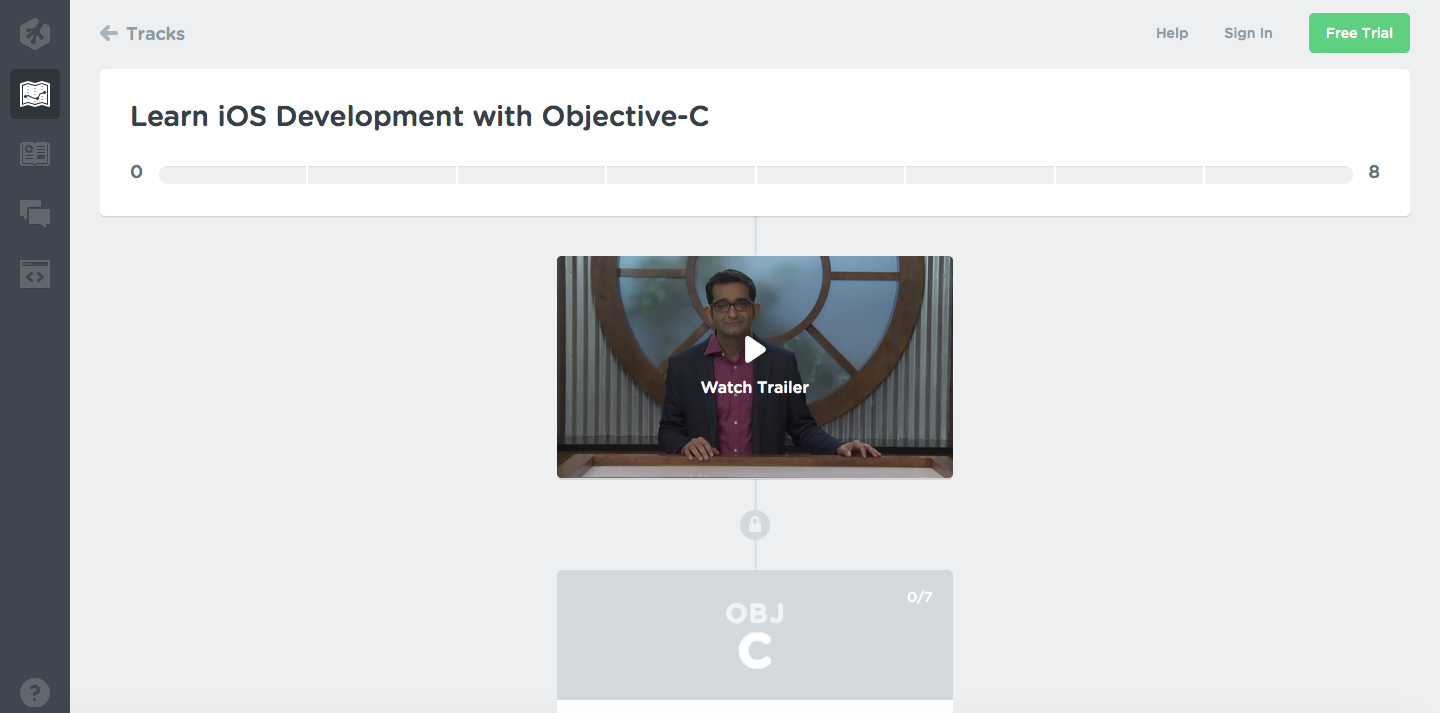 Tracks
Help
Sign In
Free Trial
Learn iOS Development with Objective-C
0
8
Watch Trailer
0/7
OBJ
C
?